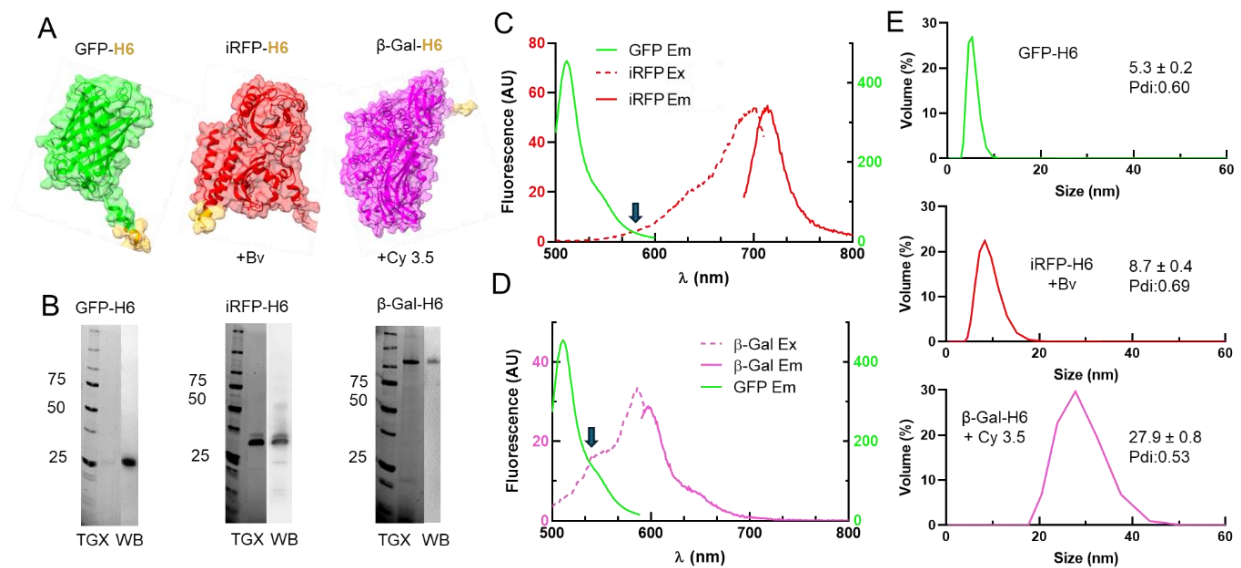 A
GFP-H6
iRFP-H6
β-Gal-H6
+Bv
+Cy 3.5
B
GFP-H6
iRFP-H6
β-Gal-H6
75
50
25
75
50
25
75
50
25
TGX WB
TGX WB
TGX WB
C
Fluorescence (AU)
80
60
40
20
0
400
200
0
500
600
700
800
λ (nm)
GFP Em
iRFP Ex
iRFP Em
D
Fluorescence (AU)
40
20
0
400
200
0
500
600
700
800
λ (nm)
β-Gal Ex
β-Gal Em
GFP Em
E
Volume (%)
30
20
10
0
0
20
40
60
Size (nm)
GFP-H6
5.3 ± 0.2
Pdi:0.60
Volume (%)
30
20
10
0
0
20
40
60
Size (nm)
iRFP-H6
+Bv
8.7 ± 0.4
Pdi:0.69
Volume (%)
30
20
10
0
0
20
40
60
Size (nm)
β-Gal-H6
+ Cy 3.5
27.9 ± 0.8
Pdi:0.53